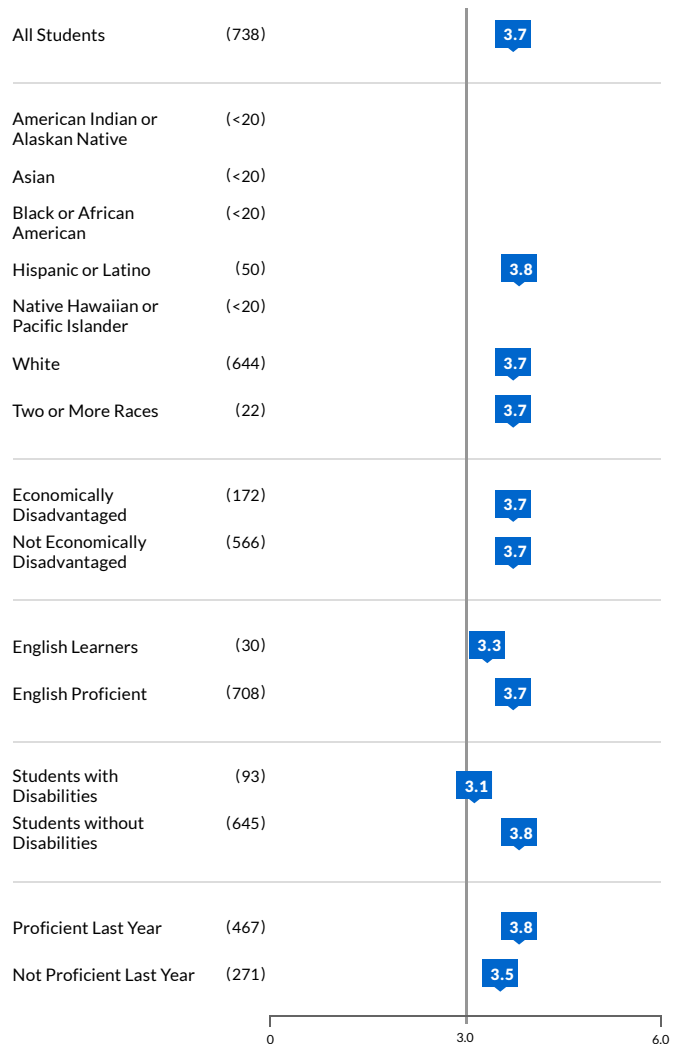 All Students (738) 3.7
American Indian or (<20)
Alaskan Native
Asian (<20)
Black or African (<20)
American
Hispanic or Latino (50) 3.8
Native Hawaiian or (<20)
Pacific Islander
White (644) 3.7
Two or More Races (22) 3.7
Economically (172) 3.7
Disadvantaged
Not Economically (566) 3.7
Disadvantaged
English Learners (30) 3.3
English Proficient (708) 3.7
Students with (93) 3.1
Disabilities
Students without (645) 3.8
Disabilities
Proficient Last Year (467) 3.8
Not Proficient Last Year (271) 3.5
0 3.0 6.0